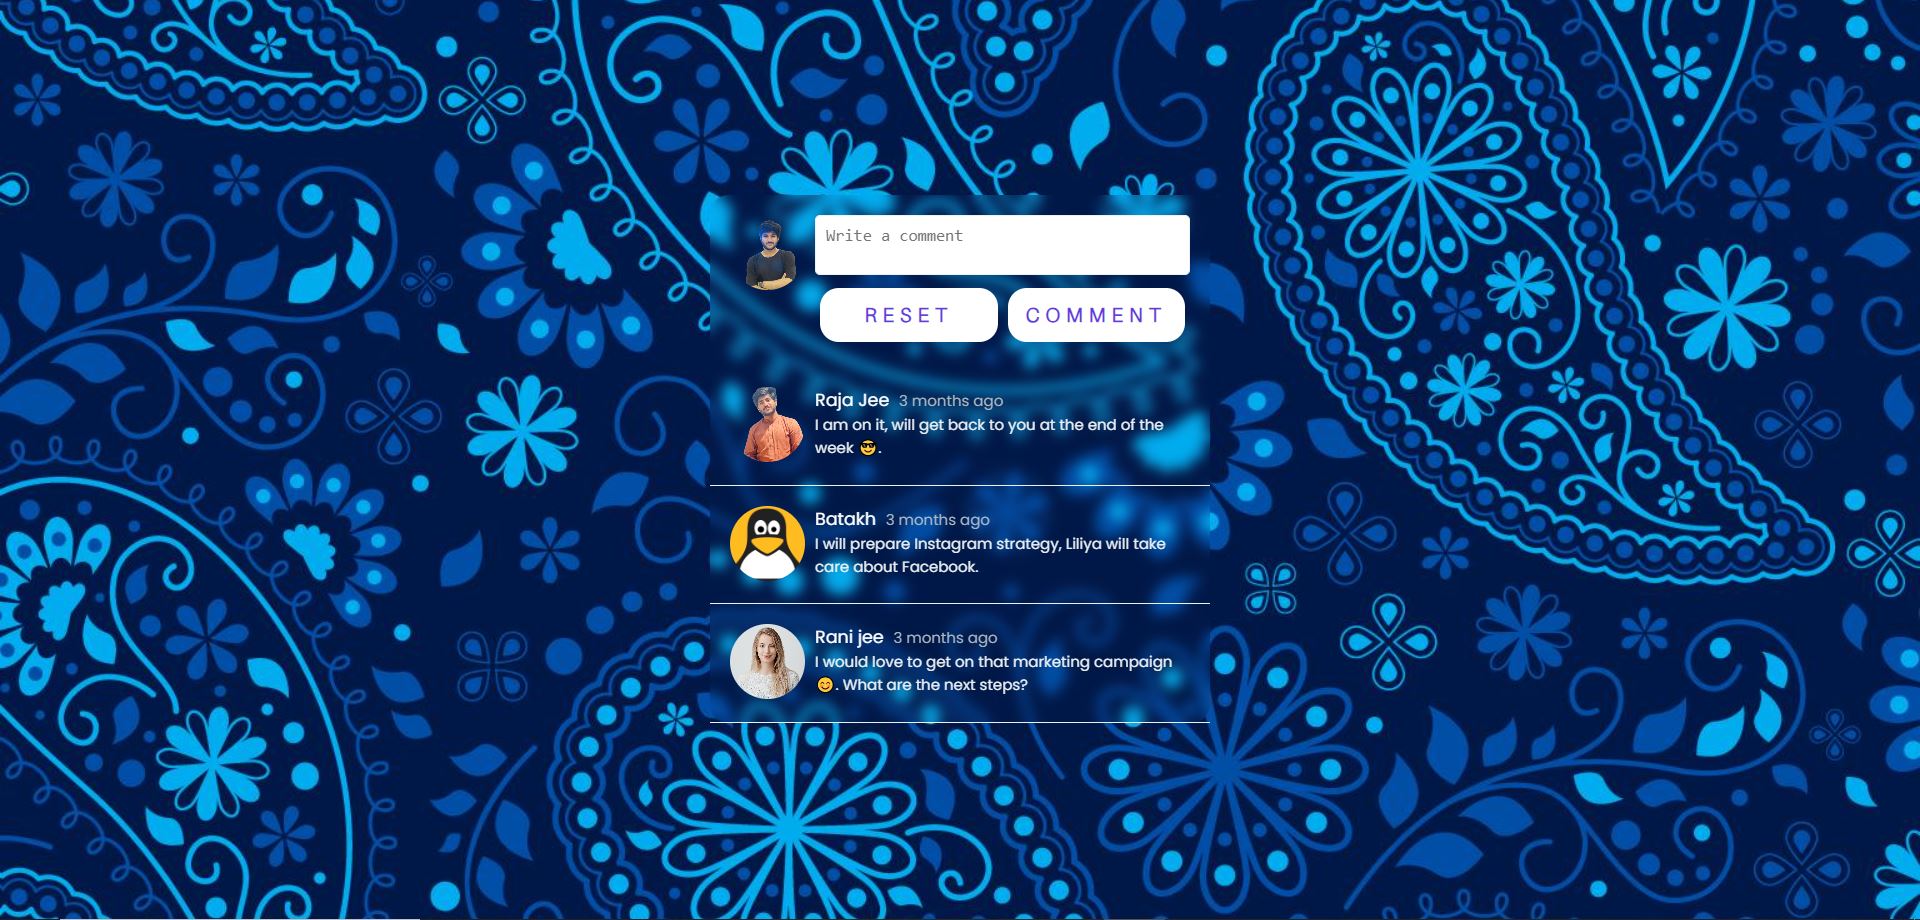 Write a comment
RESET COMMENT
Raja Jee 3 months ago
I am on it, will get back to you at the end of the
week 😎.
Batakh 3 months ago
I will prepare Instagram strategy, Liliya will take
care about Facebook.
Rani jee 3 months ago
I would love to get on that marketing campaign
😊. What are the next steps?